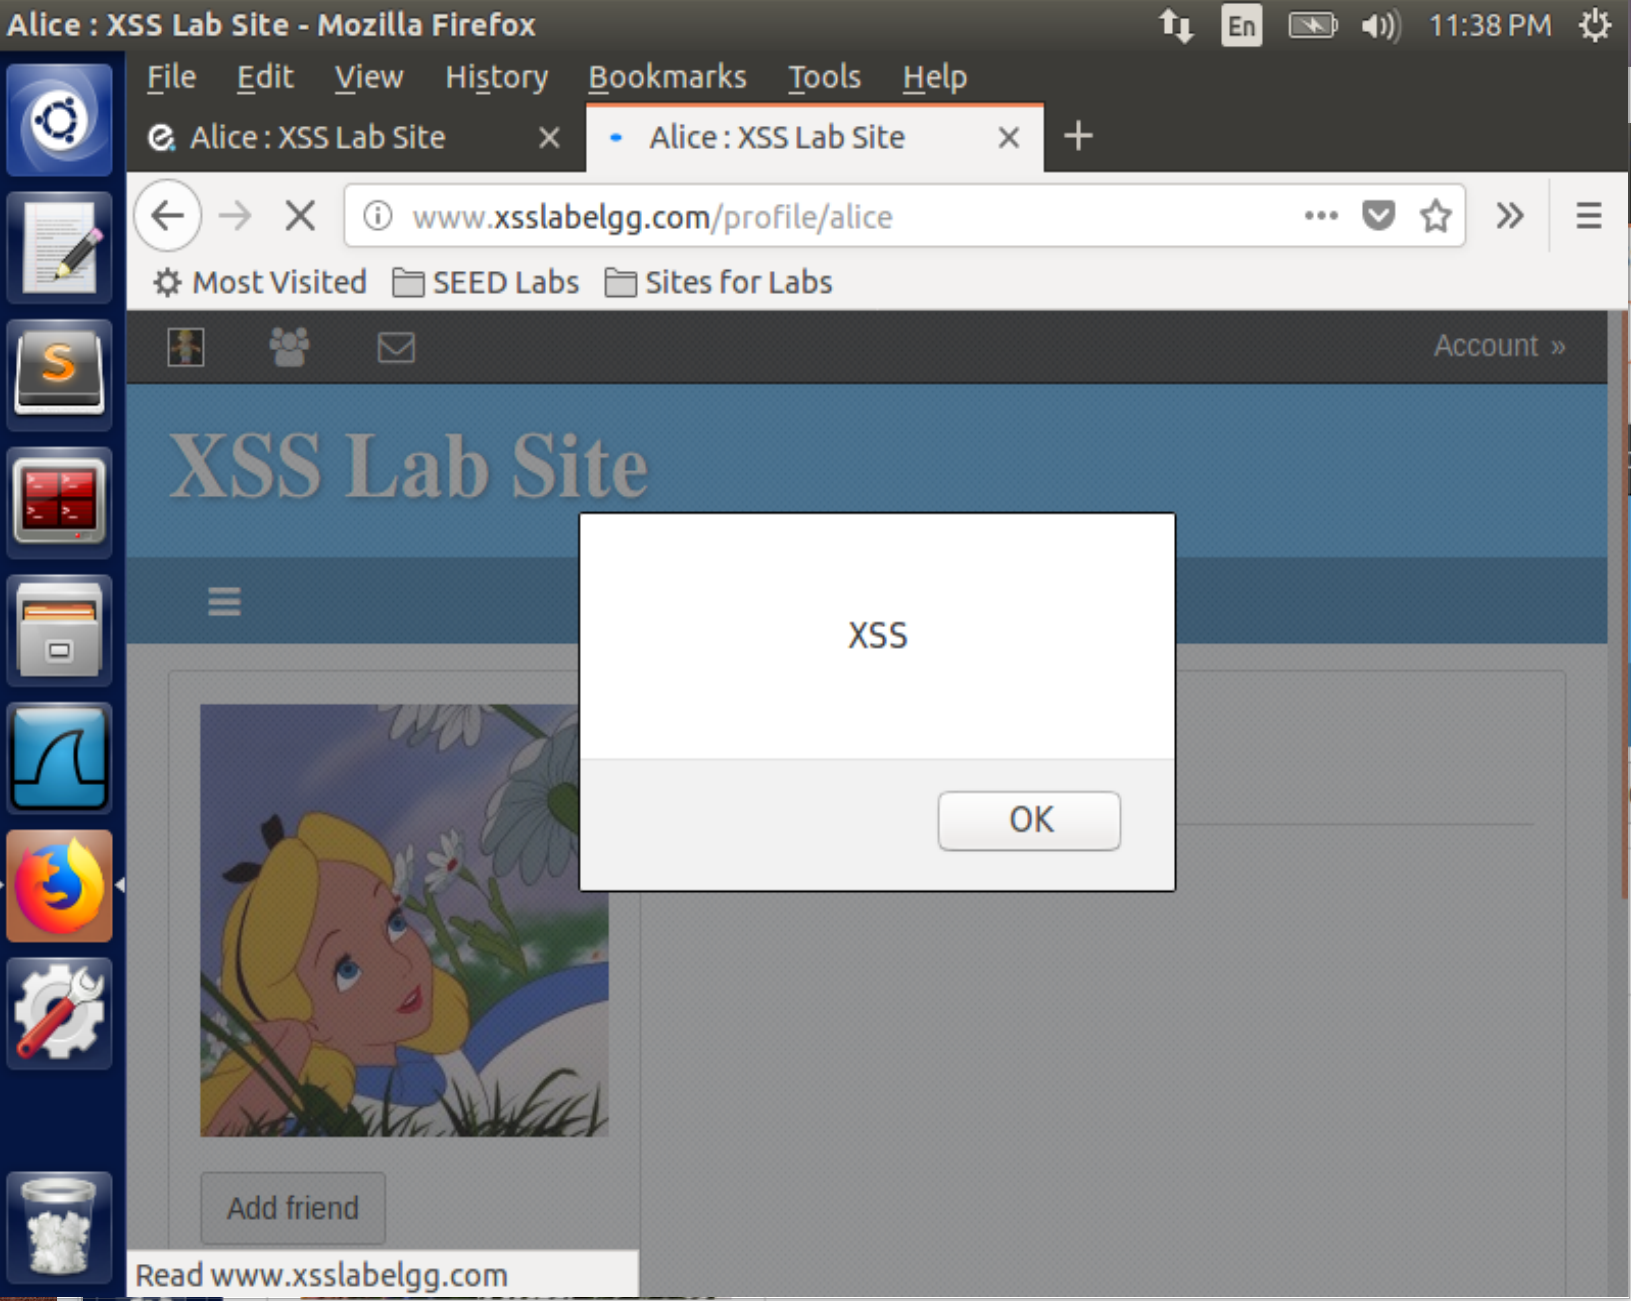 Alice : XSS Lab Site - Mozilla Firefox En 11:38 PM
File Edit View History Bookmarks Tools Help
Alice : XSS Lab Site Alice : XSS Lab Site
www.xsslabelgg.com/profile/alice
Most Visited SEED Labs Sites for Labs
Account »
XSS Lab Site
XSS
OK
Add friend
Read www.xsslabelgg.com